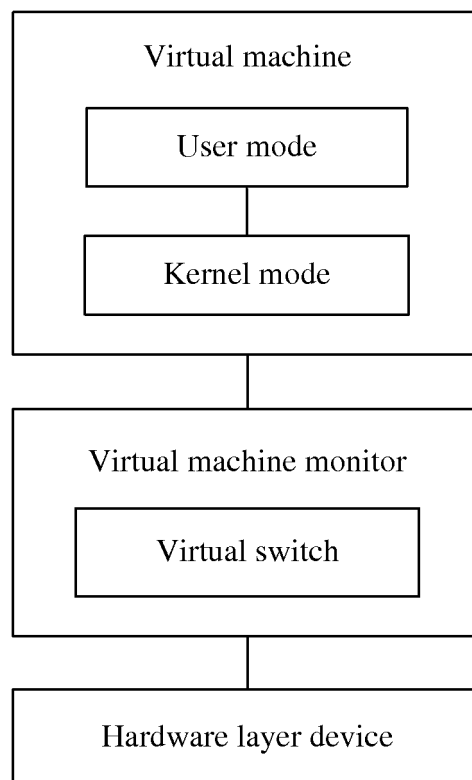 Virtual machine
User mode
Kernel mode
Virtual machine monitor
Virtual switch
Hardware layer device